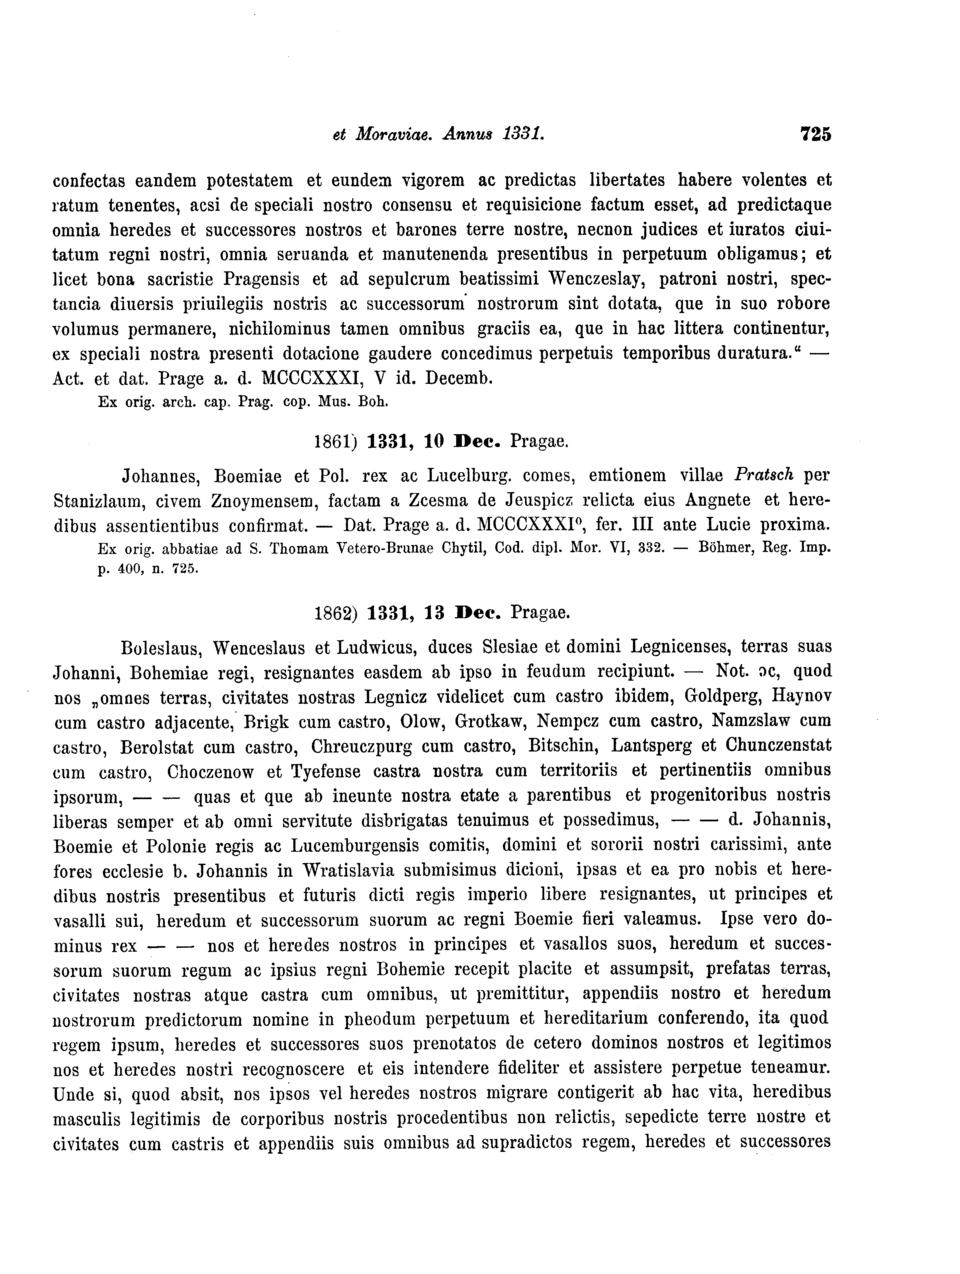 et Moraviae. Annus 1331. 725
confectas eandem potestatem et eundem vigorem ac predictas libertates habere volentes et
ratum tenentes, acsi de speciali nostro consensu et requisicione factum esset, ad predictaque
omnia heredes et successores nostros et barones terre nostre, necnon judices et iuratos ciui-
tatum regni nostri, omnia seruanda et manutenenda presentibus in perpetuum obligamus; et
licet bona sacristie Pragensis et ad sepulcrum beatissimi Wenczeslay, patroni nostri, spec-
tancia diuersis priuilegiis nostris ac successorum nostrorum sint dotata, que in suo robore
volumus permanere, nichilominus tamen omnibus graciis ea, que in hac littera continentur,
ex speciali nostra presenti dotacione gaudere concedimus perpetuis temporibus duratura.“ —
Act. et dat. Prage a. d. MCCCXXXI, V id. Decemb.
Ex orig. arch. cap. Prag. cop. Mus. Boh.
1861) 1331, 10 Dec. Pragae.
Johannes, Boemiae et Pol. rex ac Lucelburg. comes, emtionem villae Pratsch per
Stanizlaum, civem Znoymensem, factam a Zcesma de Jeuspicz relicta eius Angnete et here-
dibus assentientibus confirmat. — Dat. Prage a. d. MCCCXXXI⁰, fer. III ante Lucie proxima.
Ex orig. abbatiae ad S. Thomam Vetero-Brunae Chytil, Cod. dipl. Mor. VI, 332. — Böhmer, Reg. Imp.
p. 400, n. 725.
1862) 1331, 13 Dec. Pragae.
Boleslaus, Wenceslaus et Ludwicus, duces Slesiae et domini Legnicenses, terras suas
Johanni, Bohemiae regi, resignantes easdem ab ipso in feudum recipiunt. — Not. ec, quod
nos „omnes terras, civitates nostras Legnicz videlicet cum castro ibidem, Goldperg, Haynov
cum castro adjacente, Brigk cum castro, Olow, Grotkaw, Nempcz cum castro, Namzslaw cum
castro, Berolstat cum castro, Chreuczpurg cum castro, Bitschin, Lantsperg et Chunczenstat
cum castro, Choczenow et Tyefense castra nostra cum territoriis et pertinentiis omnibus
ipsorum, — — quas et que ab ineunte nostra etate a parentibus et progenitoribus nostris
liberas semper et ab omni servitute disbrigatas tenuimus et possedimus, — — d. Johannis,
Boemie et Polonie regis ac Lucemburgensis comitis, domini et sororii nostri carissimi, ante
fores ecclesie b. Johannis in Wratislavia submisimus dicioni, ipsas et ea pro nobis et here-
dibus nostris presentibus et futuris dicti regis imperio libere resignantes, ut principes et
vasalli sui, heredum et successorum suorum ac regni Boemie fieri valeamus. Ipse vero do-
minus rex — — nos et heredes nostros in principes et vasallos suos, heredum et succes-
sorum suorum regum ac ipsius regni Bohemie recepit placite et assumpsit, prefatas terras,
civitates nostras atque castra cum omnibus, ut premittitur, appendiis nostro et heredum
nostrorum predictorum nomine in pheodum perpetuum et hereditarium conferendo, ita quod
regem ipsum, heredes et successores suos prenotatos de cetero dominos nostros et legitimos
nos et heredes nostri recognoscere et eis intendere fideliter et assistere perpetue teneamur.
Unde si, quod absit, nos ipsos vel heredes nostros migrare contigerit ab hac vita, heredibus
masculis legitimis de corporibus nostris procedentibus non relictis, sepedicte terre nostre et
civitates cum castris et appendiis suis omnibus ad supradictos regem, heredes et successores